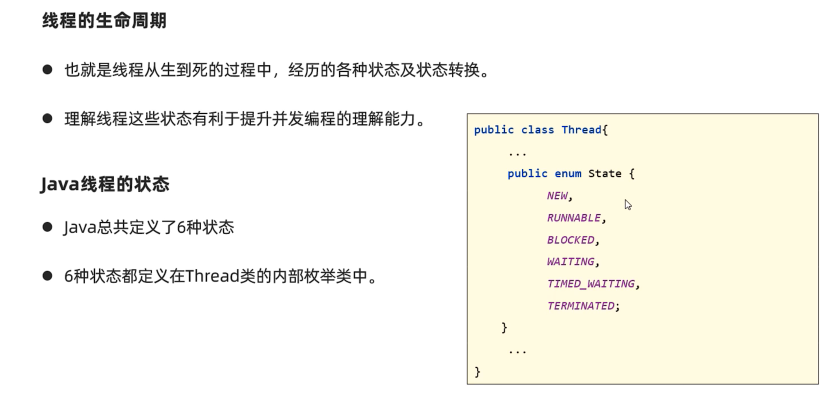 线程的生命周期
● 也就是线程从生到死的过程中，经历的各种状态及状态转换。
● 理解线程这些状态有利于提升并发编程的理解能力。
Java线程的状态
● Java总共定义了6种状态
● 6种状态都定义在Thread类的内部枚举类中。
public class Thread{
...
public enum State {
NEW,
RUNNABLE,
BLOCKED,
WAITING,
TIMED_WAITING,
TERMINATED;
}
...
}